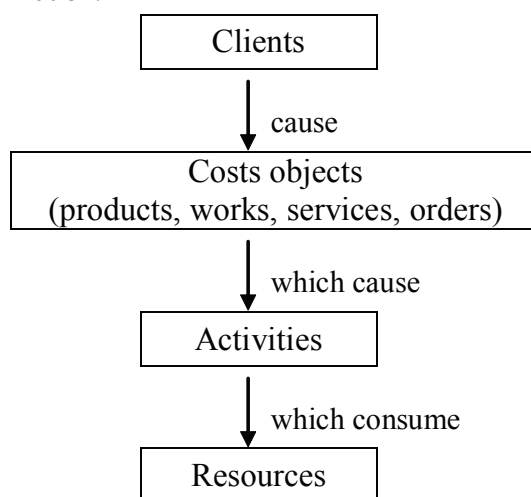 Clients
cause
Costs objects
(products, works, services, orders)
which cause
Activities
which consume
Resources